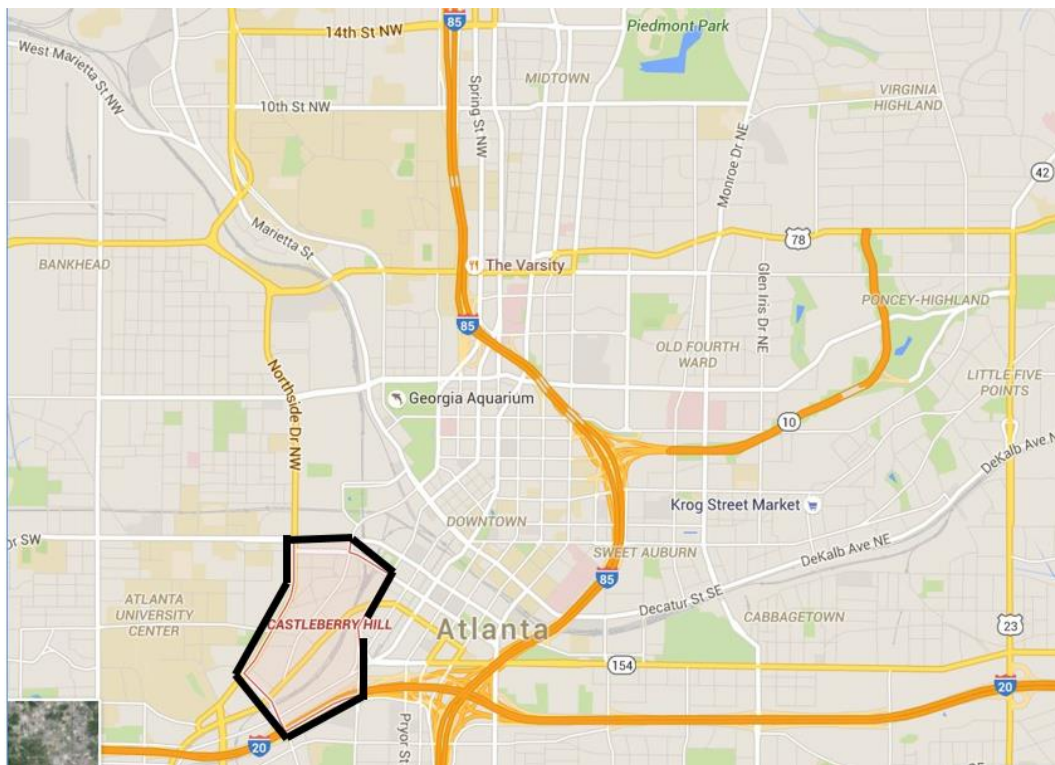 85
14th St NW
Piedmont Park
West Marietta St NW
MIDTOWN
Spring St NW
VIRGINIA
HIGHLAND
10th St NW
Monroe Dr NE
42
Marietta St
78
BANKHEAD
The Varsity
Glen Iris Dr NE
PONCEY-HIGHLAND
85
OLD FOURTH
WARD
LITTLE FIVE
POINTS
Northside Dr NW
Georgia Aquarium
10
DeKalb Ave N
Krog Street Market
DOWNTOWN
or SW
SWEET AUBURN
DeKalb Ave NE
85
ATLANTA
UNIVERSITY
CENTER
Decatur St SE
CABBAGETOWN
CASTLEBERRY HILL
Atlanta
23
154
20
Pryor St
20